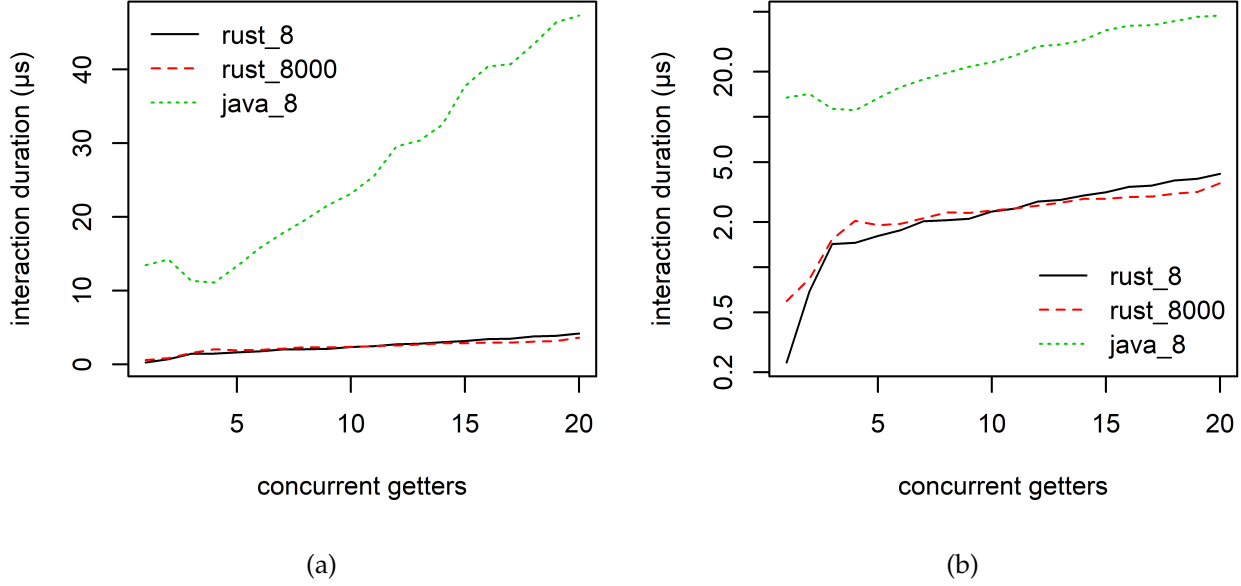 interaction duration (µs)
40
30
20
10
0
rust_8
rust_8000
java_8
5
10
15
20
concurrent getters
(a)
interaction duration (µs)
20.0
5.0
2.0
0.5
0.2
rust_8
rust_8000
java_8
5
10
15
20
concurrent getters
(b)